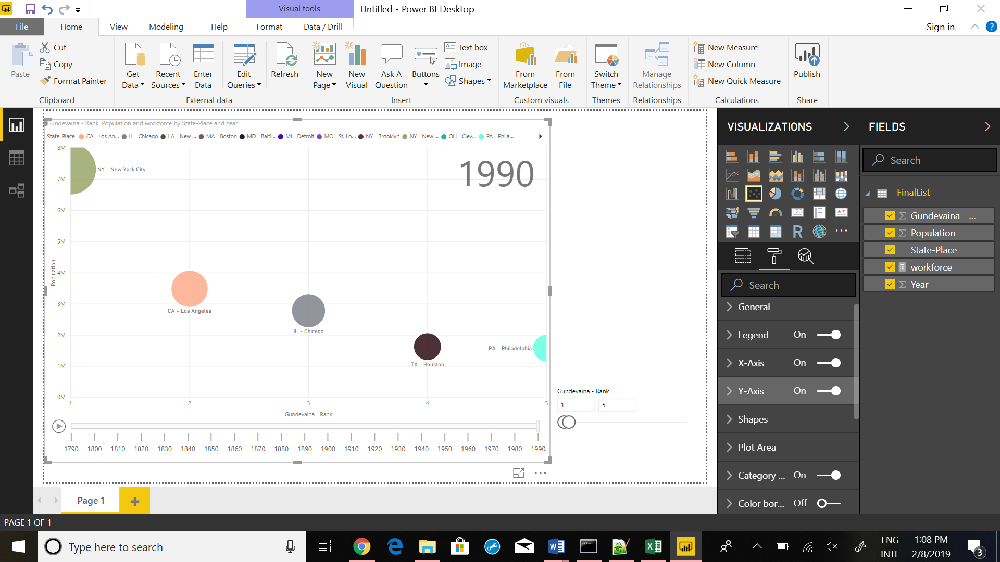 Visual tools
Untitled - Power BI Desktop
File
Home
View
Modeling
Help
Format
Data / Drill
Sign in
?
Paste
Cut
Copy
Format Painter
Clipboard
Get Data
Recent Sources
Enter Data
Edit Queries
Refresh
External data
New Page
New Visual
Ask A Question
Buttons
Text box
Image
Shapes
Insert
From Marketplace
From File
Custom visuals
Switch Theme
Themes
Manage Relationships
Relationships
New Measure
New Column
New Quick Measure
Calculations
Publish
Share
Gundevaina - Rank, Population and workforce by State-Place and Year
State-Place CA - Los An... IL - Chicago LA - New ... MA - Boston MD - Balti... MI - Detroit MO - St. Lo... NY - Brooklyn NY - New ... OH - Clev... PA - Phila...
1990
8M
7M
6M
5M
4M
3M
2M
1M
0M
Population
NY - New York City
CA - Los Angeles
IL - Chicago
TX - Houston
PA - Philadelphia
1 2 3 4 5
Gundevaina - Rank
1790 1800 1810 1820 1830 1840 1850 1860 1870 1880 1890 1900 1910 1920 1930 1940 1950 1960 1970 1980 1990
Gundevaina - Rank
1 5
VISUALIZATIONS
123
R
Search
General
Legend On
X-Axis On
Y-Axis On
Shapes
Plot Area
Category ... On
Color bor... Off
FIELDS
Search
FinalList
Gundevaina - ...
Population
State-Place
workforce
Year
Page 1
PAGE 1 OF 1
Type here to search
ENG
INTL
1:08 PM
2/8/2019
3